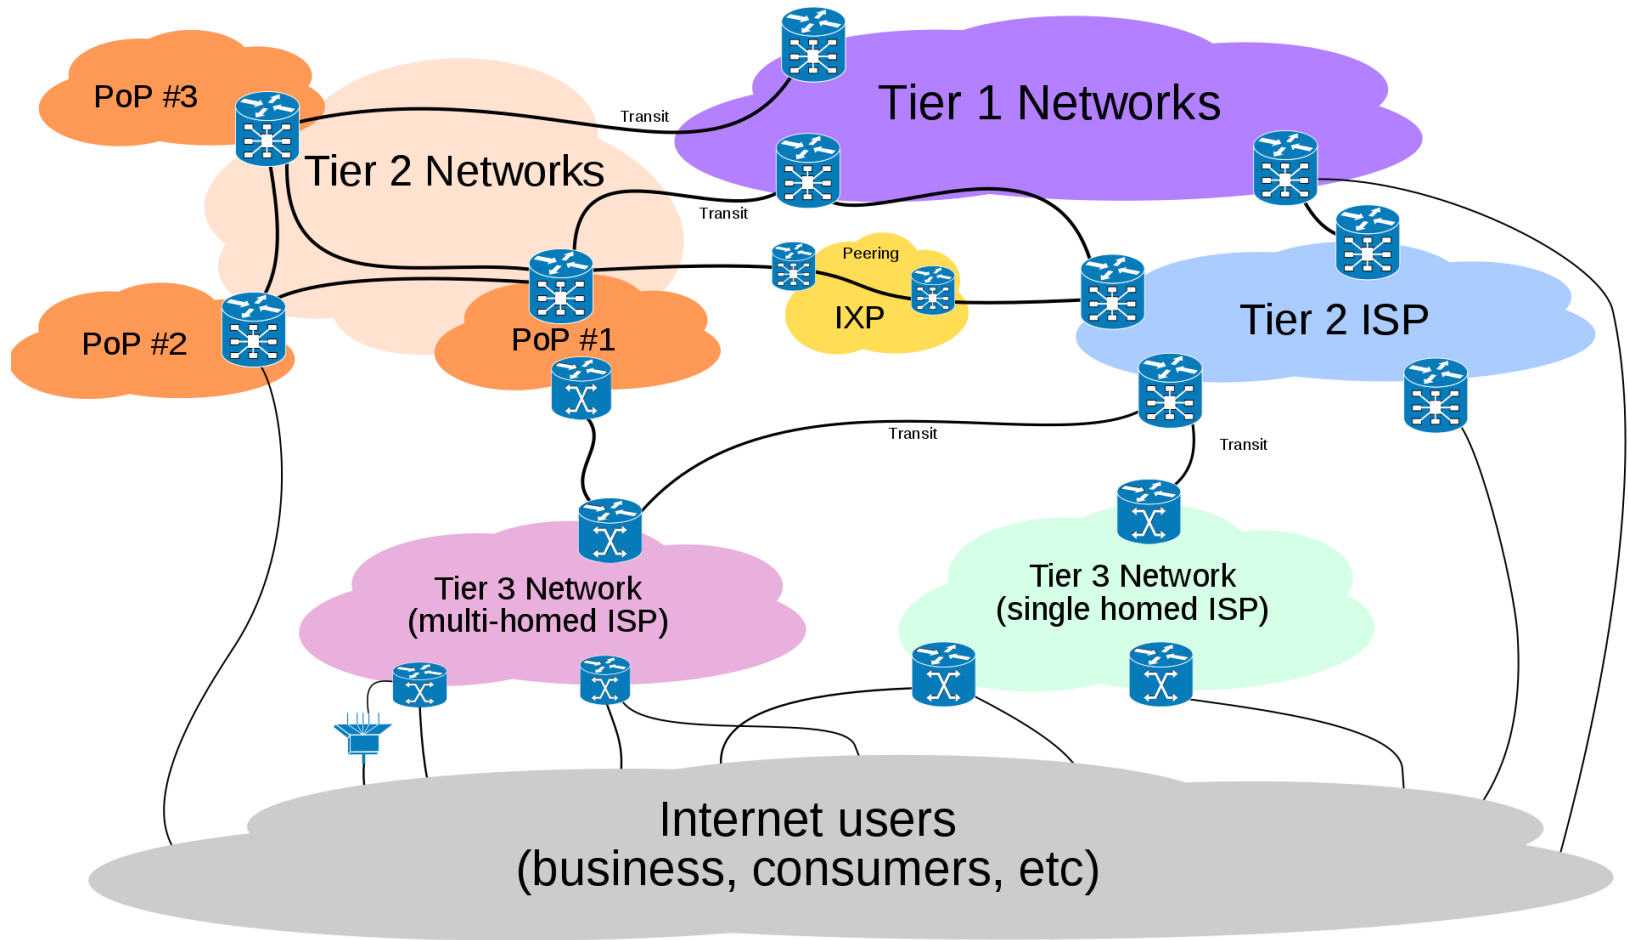 PoP #3
Transit
Tier 1 Networks
Tier 2 Networks
Transit
Peering
IXP
Tier 2 ISP
PoP #2
PoP #1
Transit
Transit
Tier 3 Network
(multi-homed ISP)
Tier 3 Network
(single homed ISP)
Internet users
(business, consumers, etc)